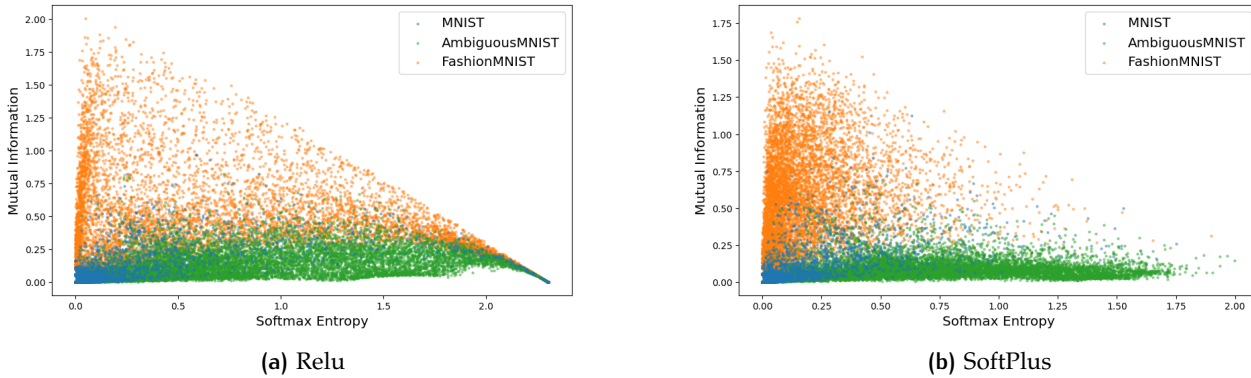 2.00
1.75
1.50
1.25
1.00
0.75
0.50
0.25
0.00
Mutual Information
MNIST
AmbiguousMNIST
FashionMNIST
0.0 0.5 1.0 1.5 2.0
Softmax Entropy
(a) Relu
1.75
1.50
1.25
1.00
0.75
0.50
0.25
0.00
Mutual Information
MNIST
AmbiguousMNIST
FashionMNIST
0.00 0.25 0.50 0.75 1.00 1.25 1.50 1.75 2.00
Softmax Entropy
(b) SoftPlus